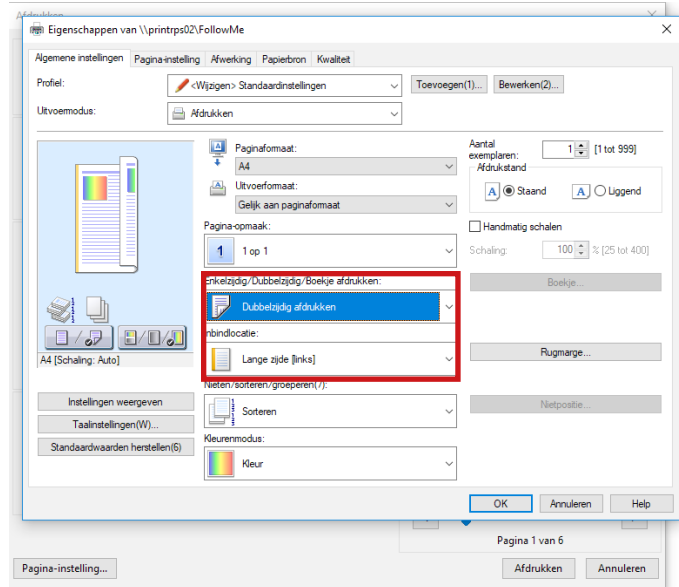 Afdrukken
Eigenschappen van \\printrps02\FollowMe
Algemene instellingen Pagina-instelling Afwerking Papierbron Kwaliteit
Profiel: <Wijzigen> Standaardinstellingen Toevoegen(1)... Bewerken(2)...
Uitvoermodus: Afdrukken
Paginaformaat:
A4
Uitvoerformaat:
Gelijk aan paginaformaat
Pagina-opmaak:
1 1 op 1
Enkelzijdig/Dubbelzijdig/Boekje afdrukken:
Dubbelzijdig afdrukken
Inbindlocatie:
Lange zijde [links]
Nieten/sorteren/groeperen(7):
Sorteren
Kleurenmodus:
Kleur
Aantal
exemplaren: 1 [1 tot 999]
Afdrukstand
A Staand A Liggend
Handmatig schalen
Schaling: 100 % [25 tot 400]
Boekje...
Rugmarge...
Nietpositie...
A4 [Schaling: Auto]
Instellingen weergeven
Taalinstellingen(W)...
Standaardwaarden herstellen(6)
OK Annuleren Help
Pagina 1 van 6
Pagina-instelling... Afdrukken Annuleren